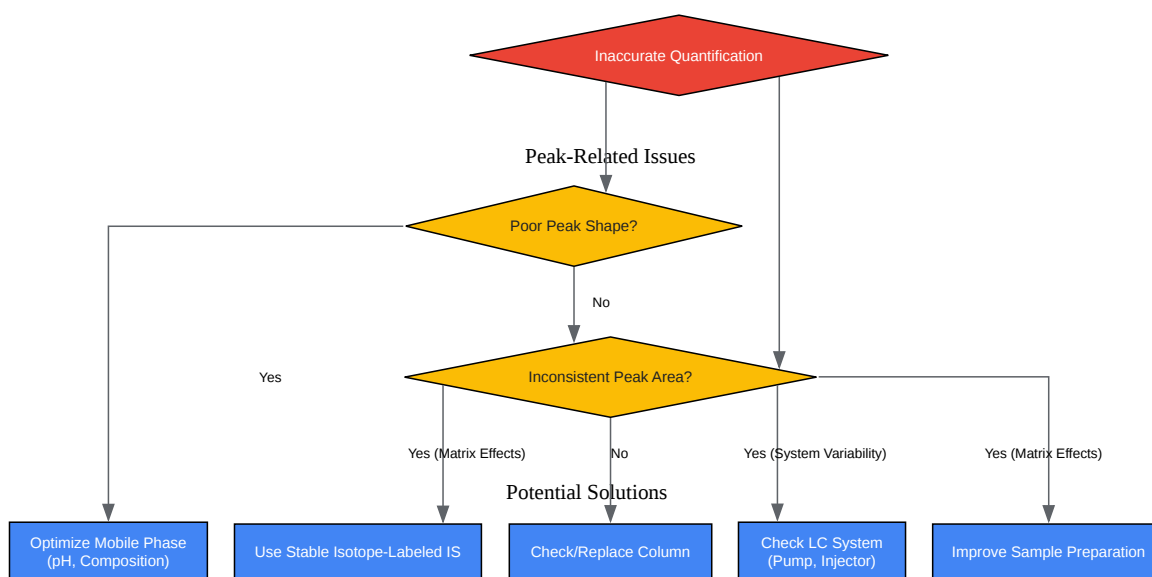 Inaccurate Quantification
Peak-Related Issues
Poor Peak Shape?
No
Inconsistent Peak Area?
Yes
Yes (Matrix Effects)
No
Yes (System Variability)
Yes (Matrix Effects)
Potential Solutions
Optimize Mobile Phase
(pH, Composition)
Use Stable Isotope-Labeled IS
Check/Replace Column
Check LC System
(Pump, Injector)
Improve Sample Preparation